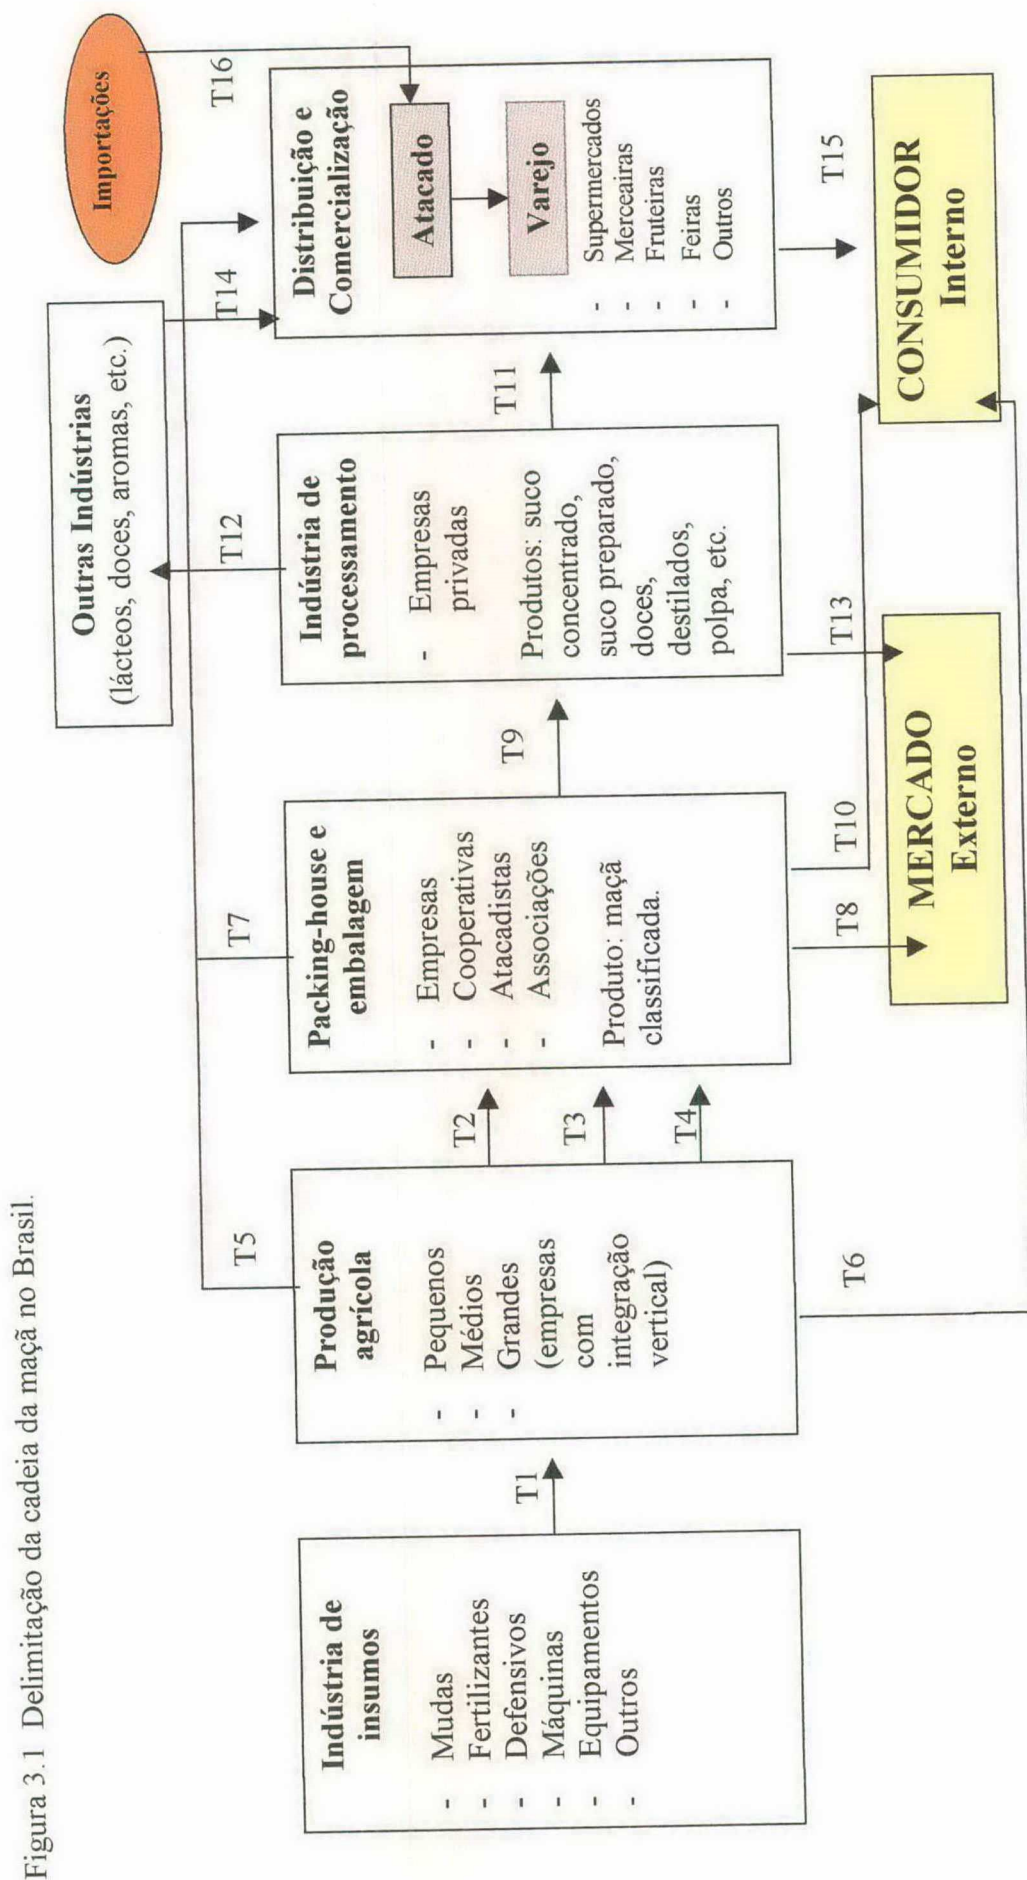 Figura 3.1 Delimitação da cadeia da maçã no Brasil.
Indústria de
insumos
- Mudas
- Fertilizantes
- Defensivos
- Máquinas
- Equipamentos
- Outros
T1
Produção
agrícola
- Pequenos
- Médios
- Grandes
(empresas
com
integração
vertical)
T5
T6
T2
T3
T4
Packing-house e
embalagem
- Empresas
- Cooperativas
- Atacadistas
- Associações
Produto: maçã
classificada.
T7
T8
T10
T9
Outras Indústrias
(lácteos, doces, aromas, etc.)
T12
Indústria de
processamento
- Empresas
privadas
Produtos: suco
concentrado,
suco preparado,
doces,
destilados,
polpa, etc.
T13
T11
T14
Importações
T16
Distribuição e
Comercialização
Atacado
Varejo
- Supermercados
- Merceairas
- Fruteiras
- Feiras
- Outros
T15
MERCADO
Externo
CONSUMIDOR
Interno